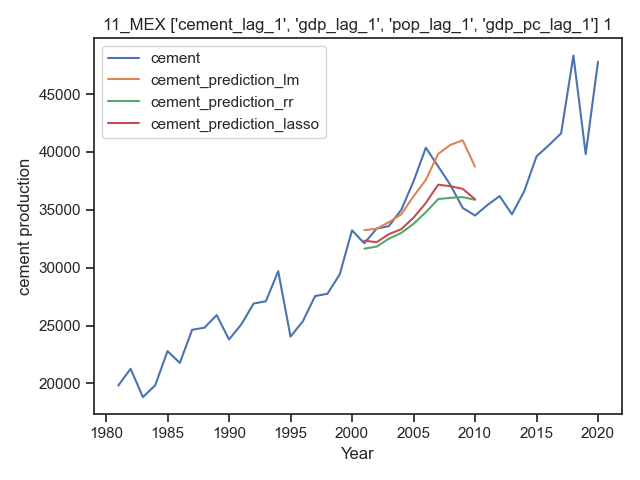 11_MEX ['cement_lag_1', 'gdp_lag_1', 'pop_lag_1', 'gdp_pc_lag_1'] 1
cement
cement_prediction_lm
cement_prediction_rr
cement_prediction_lasso
cement production
45000
40000
35000
30000
25000
20000
1980 1985 1990 1995 2000 2005 2010 2015 2020
Year